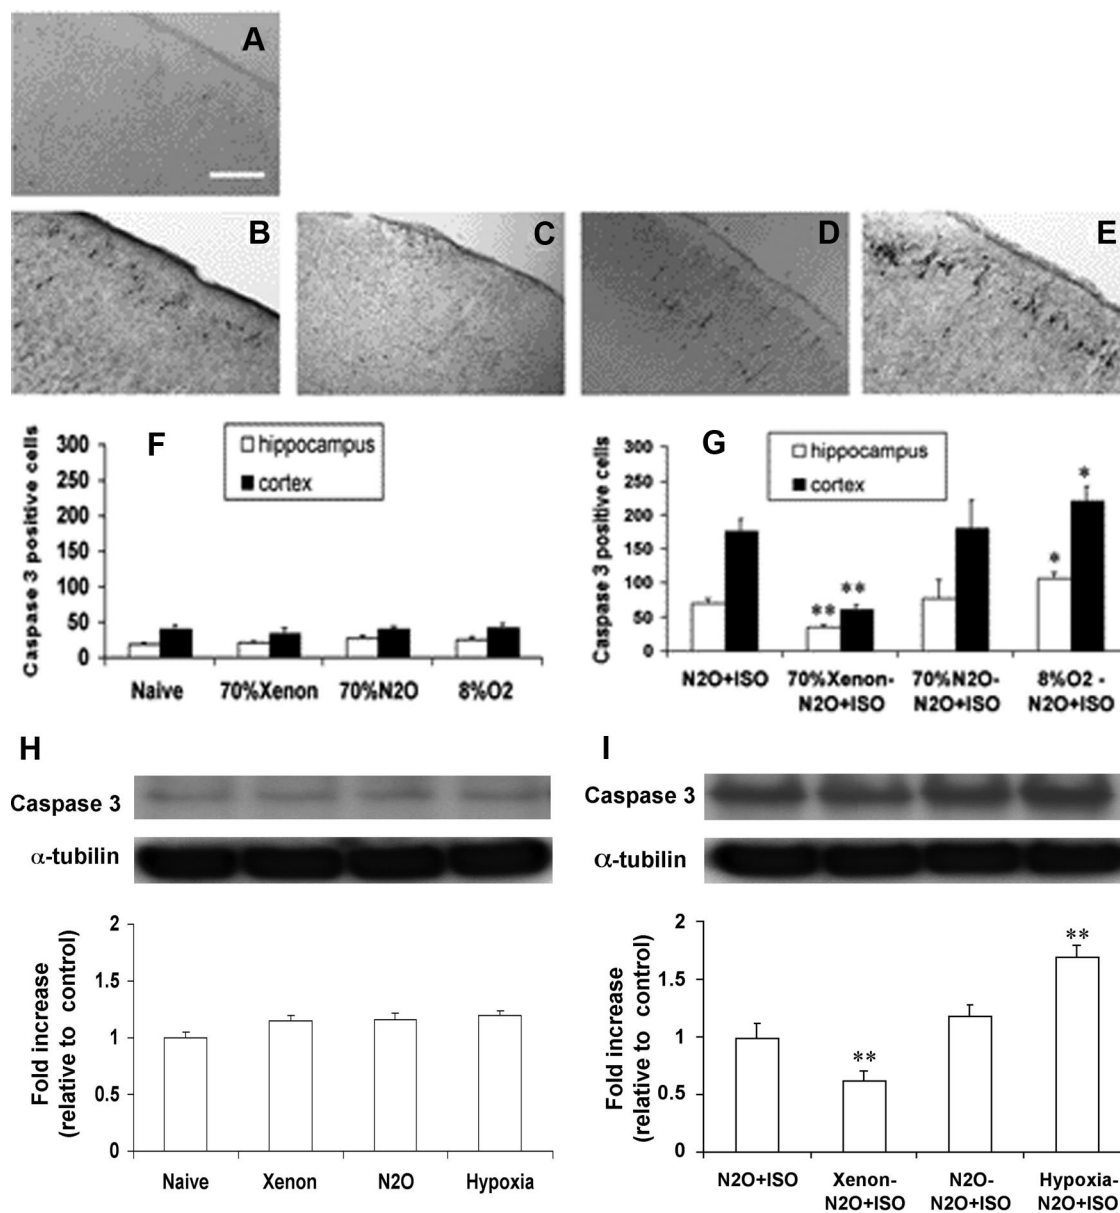 A
B
C
D
E
F
hippocampus
cortex
Caspase 3 positive cells
300
250
200
150
100
50
0
Naive
70%Xenon
70%N2O
8%O2
G
hippocampus
cortex
Caspase 3 positive cells
300
250
200
150
100
50
0
**
**
*
*
N2O+ISO
70%Xenon-
N2O+ISO
70%N2O-
N2O+ISO
8%O2 -
N2O+ISO
H
Caspase 3
α-tubilin
Fold increase
(relative to control)
2
1.5
1
0.5
0
Naive
Xenon
N2O
Hypoxia
I
Caspase 3
α-tubilin
Fold increase
(relative to control)
2
1.5
1
0.5
0
**
**
N2O+ISO
Xenon-
N2O+ISO
N2O-
N2O+ISO
Hypoxia-
N2O+ISO